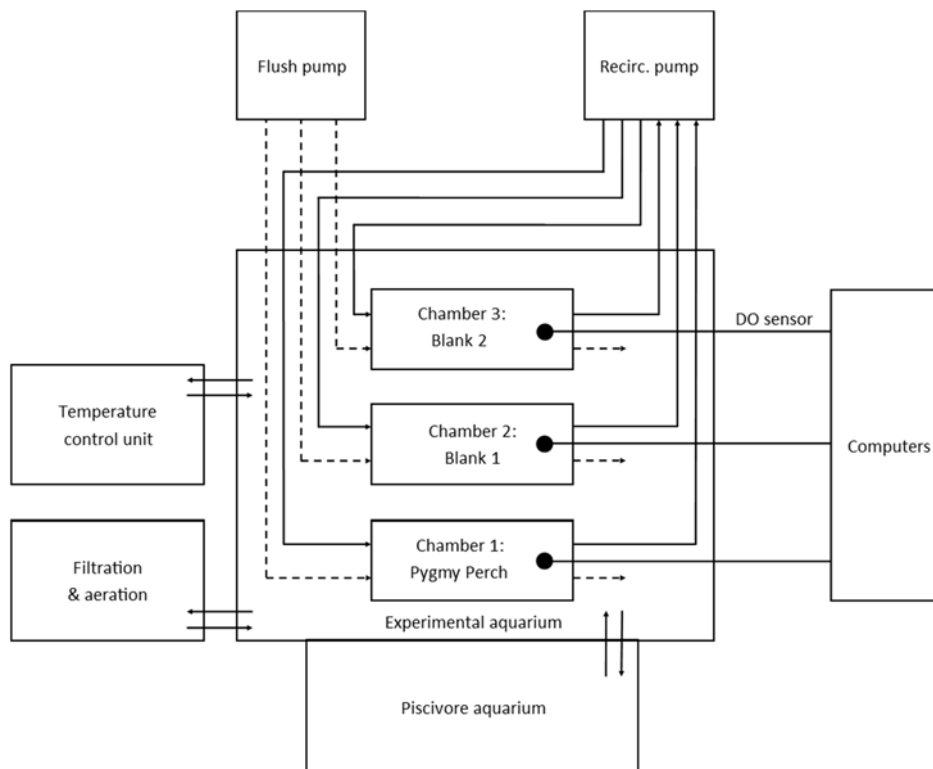 Flush pump
Recirc. pump
Chamber 3:
Blank 2
DO sensor
Temperature
control unit
Chamber 2:
Blank 1
Computers
Filtration
& aeration
Chamber 1:
Pygmy Perch
Experimental aquarium
Piscivore aquarium